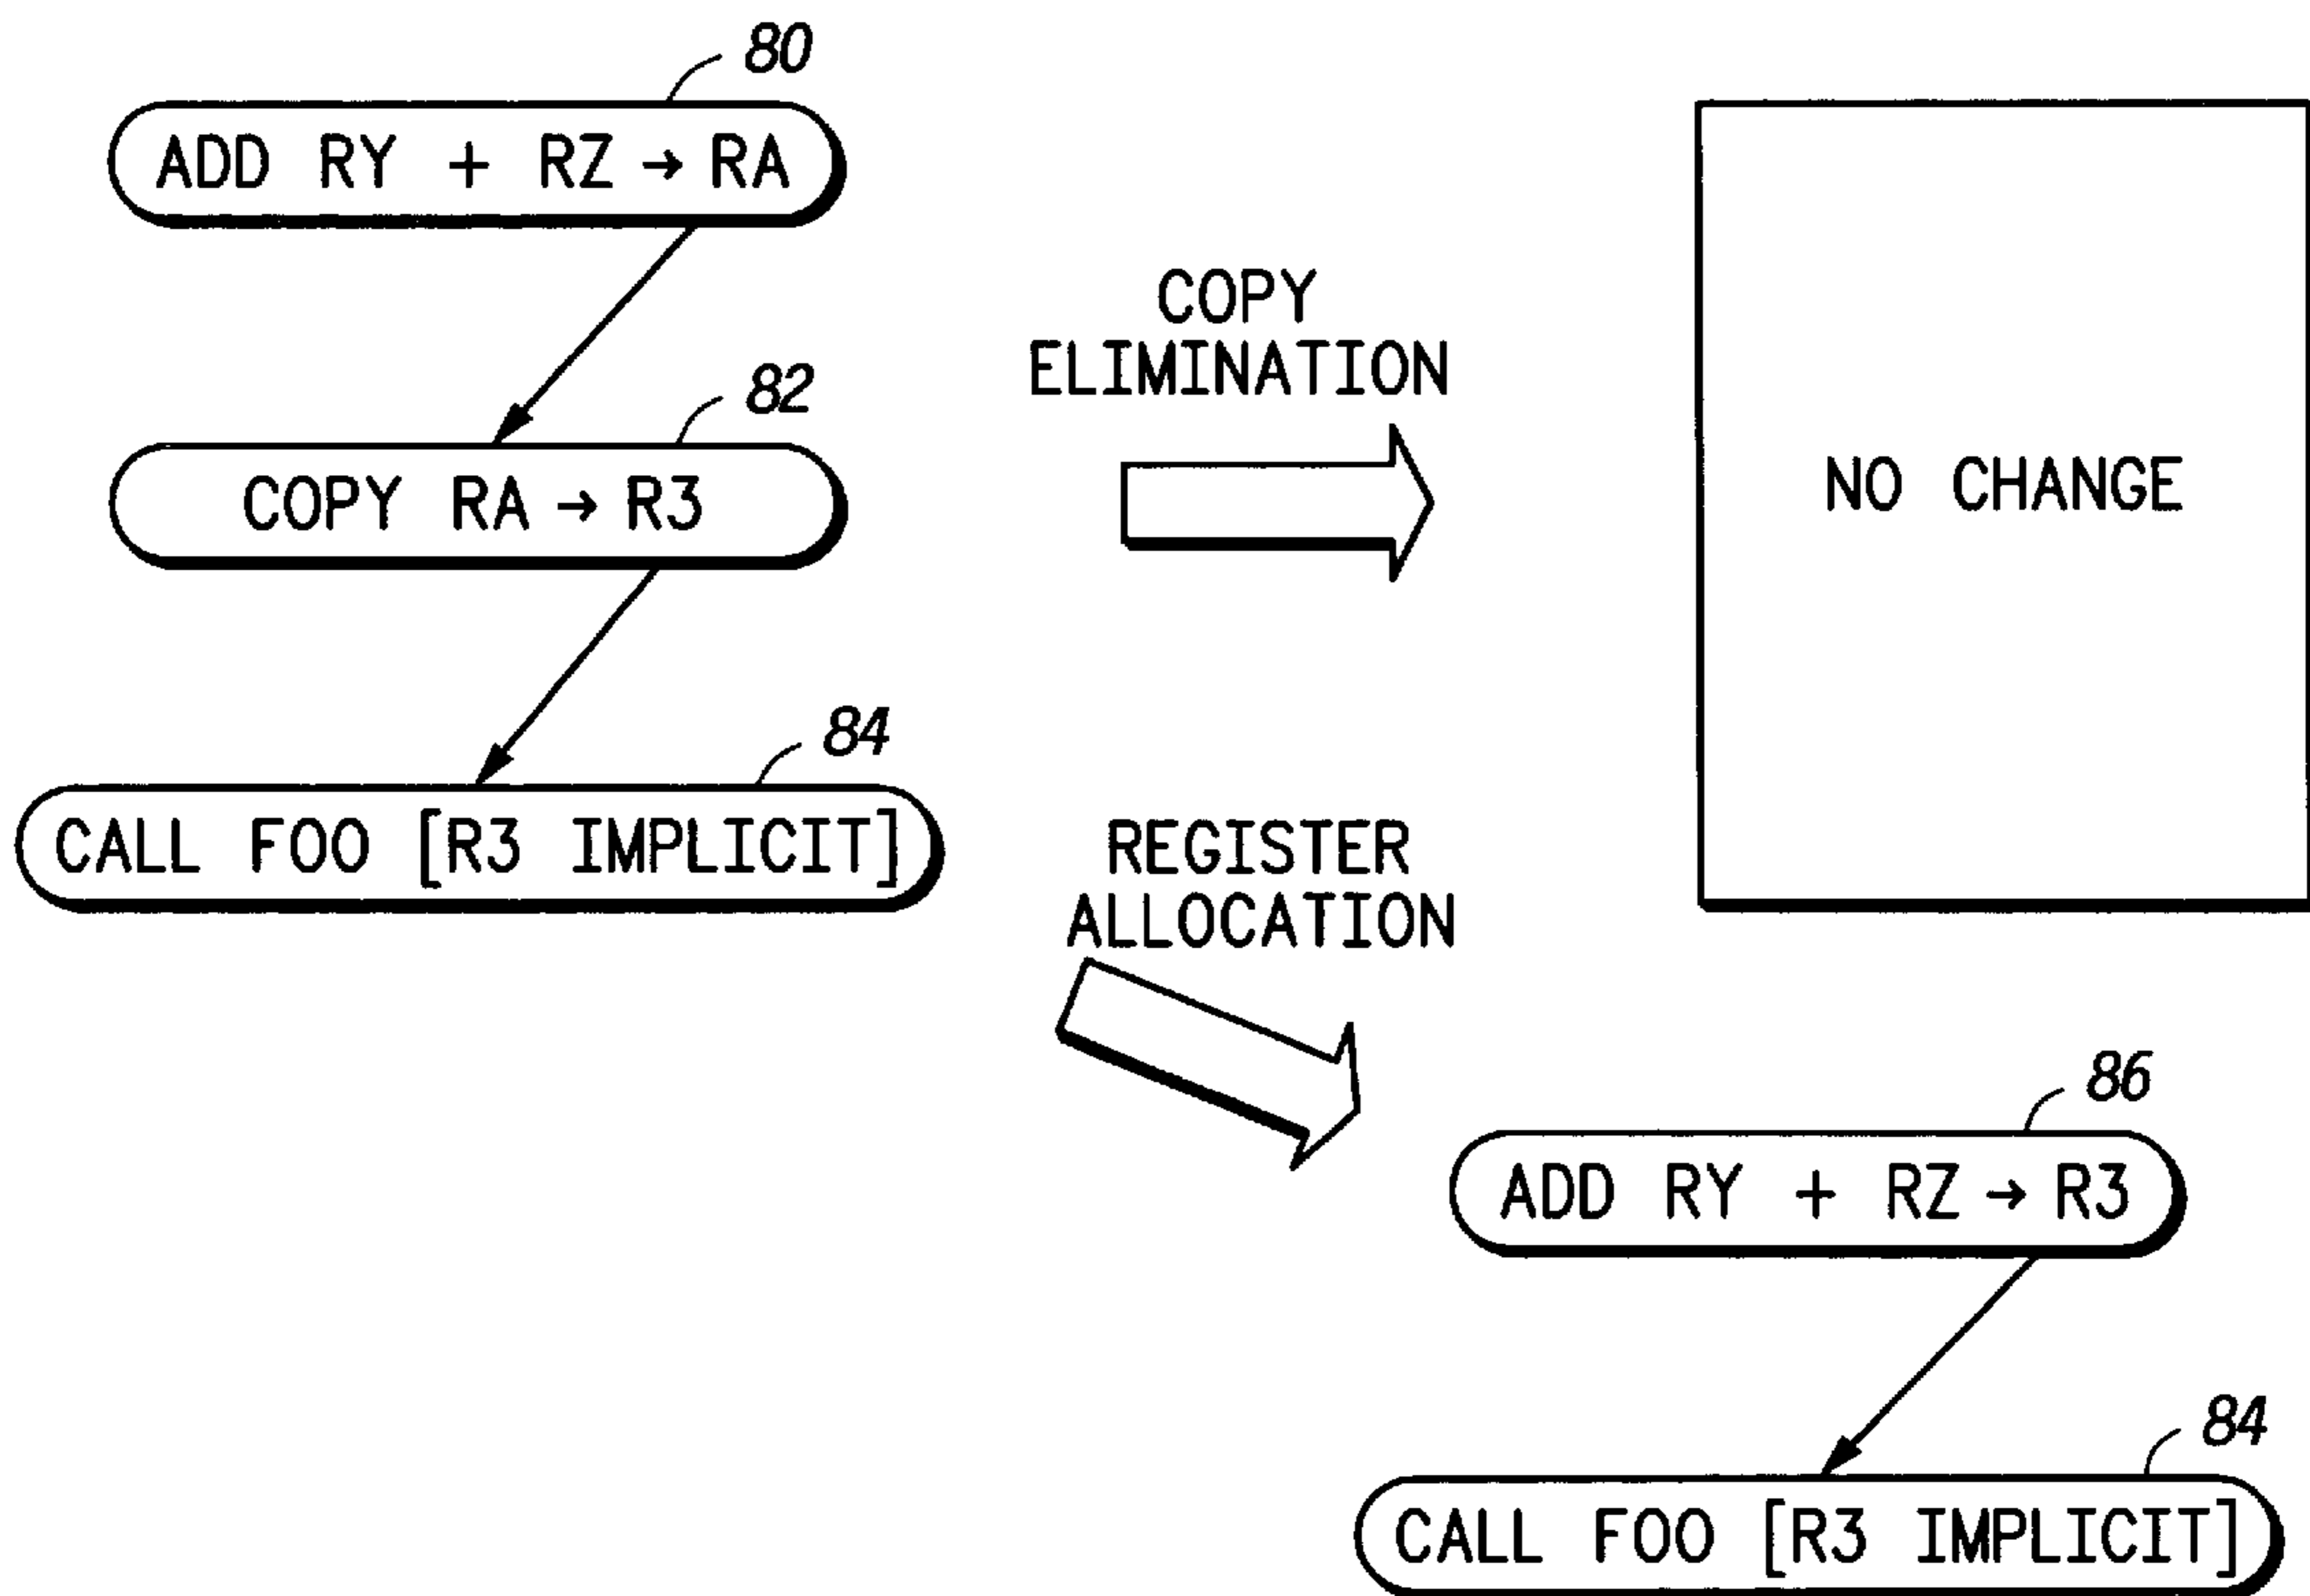 80
ADD RY + RZ → RA
82
COPY RA → R3
84
CALL FOO [R3 IMPLICIT]
COPY
ELIMINATION
NO CHANGE
REGISTER
ALLOCATION
86
ADD RY + RZ → R3
84
CALL FOO [R3 IMPLICIT]